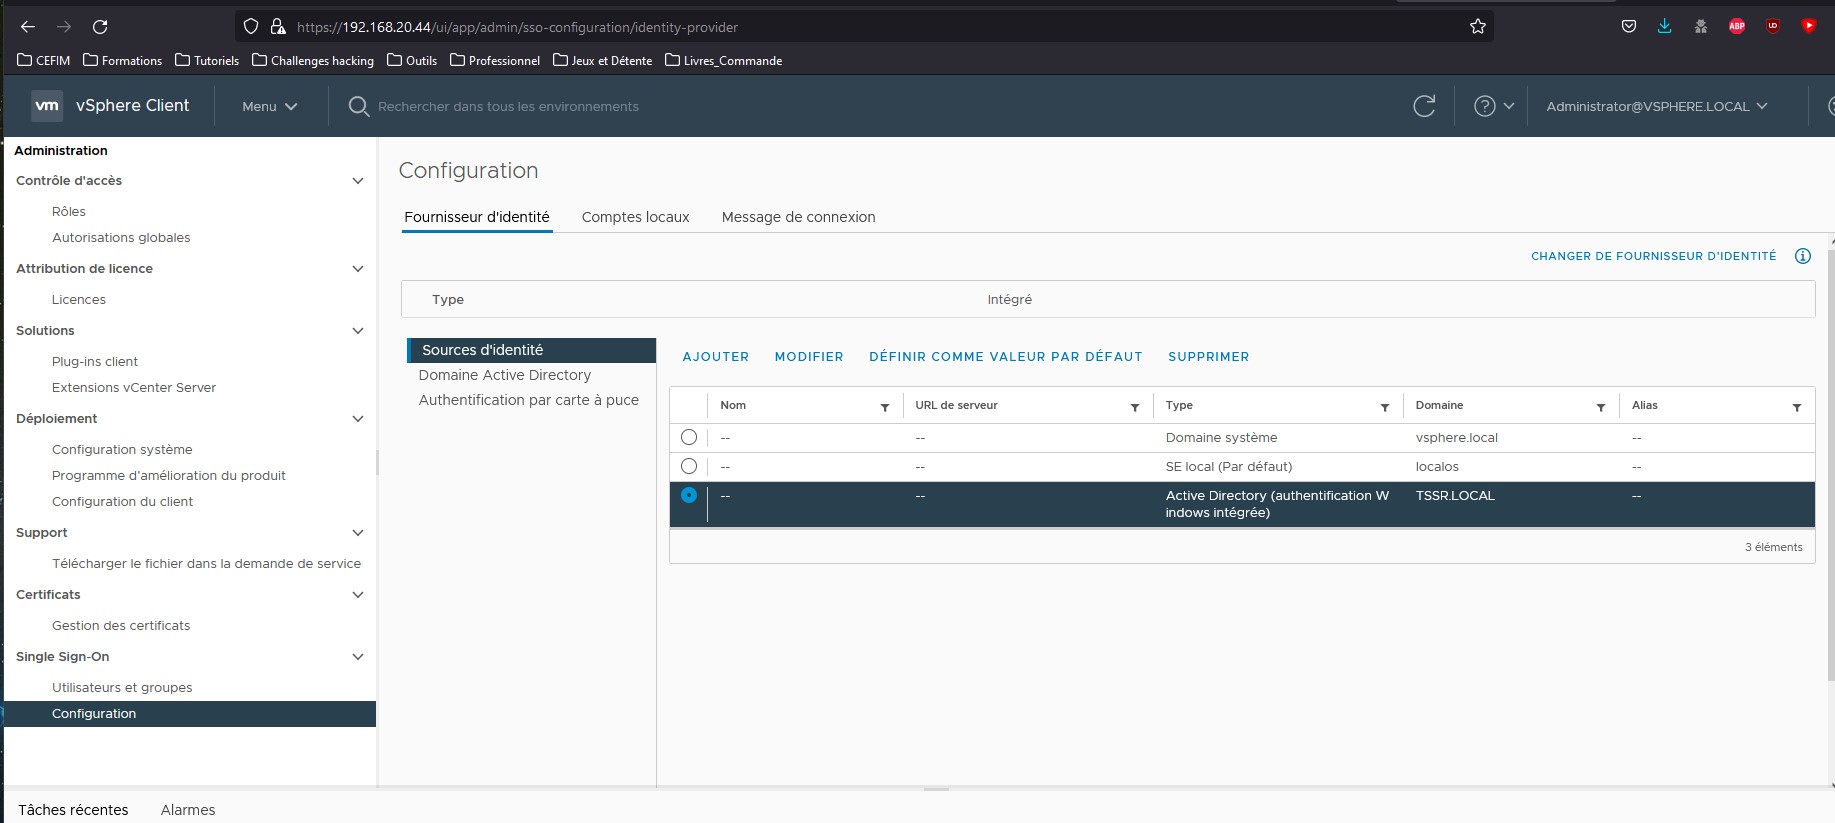 https://192.168.20.44/ui/app/admin/sso-configuration/identity-provider
ABP
UD
CEFIM Formations Tutoriels Challenges hacking Outils Professionnel Jeux et Détente Livres_Commande
vm vSphere Client Menu Rechercher dans tous les environnements Administrator@VSPHERE.LOCAL
Administration
Contrôle d'accès
Rôles
Autorisations globales
Attribution de licence
Licences
Solutions
Plug-ins client
Extensions vCenter Server
Déploiement
Configuration système
Programme d'amélioration du produit
Configuration du client
Support
Télécharger le fichier dans la demande de service
Certificats
Gestion des certificats
Single Sign-On
Utilisateurs et groupes
Configuration
Configuration
Fournisseur d'identité Comptes locaux Message de connexion
CHANGER DE FOURNISSEUR D'IDENTITÉ
Type Intégré
Sources d'identité
Domaine Active Directory
Authentification par carte à puce
AJOUTER MODIFIER DÉFINIR COMME VALEUR PAR DÉFAUT SUPPRIMER
Nom URL de serveur Type Domaine Alias
-- -- Domaine système vsphere.local --
-- -- SE local (Par défaut) localos --
-- -- Active Directory (authentification W TSSR.LOCAL --
indows intégrée)
3 éléments
Tâches récentes Alarmes